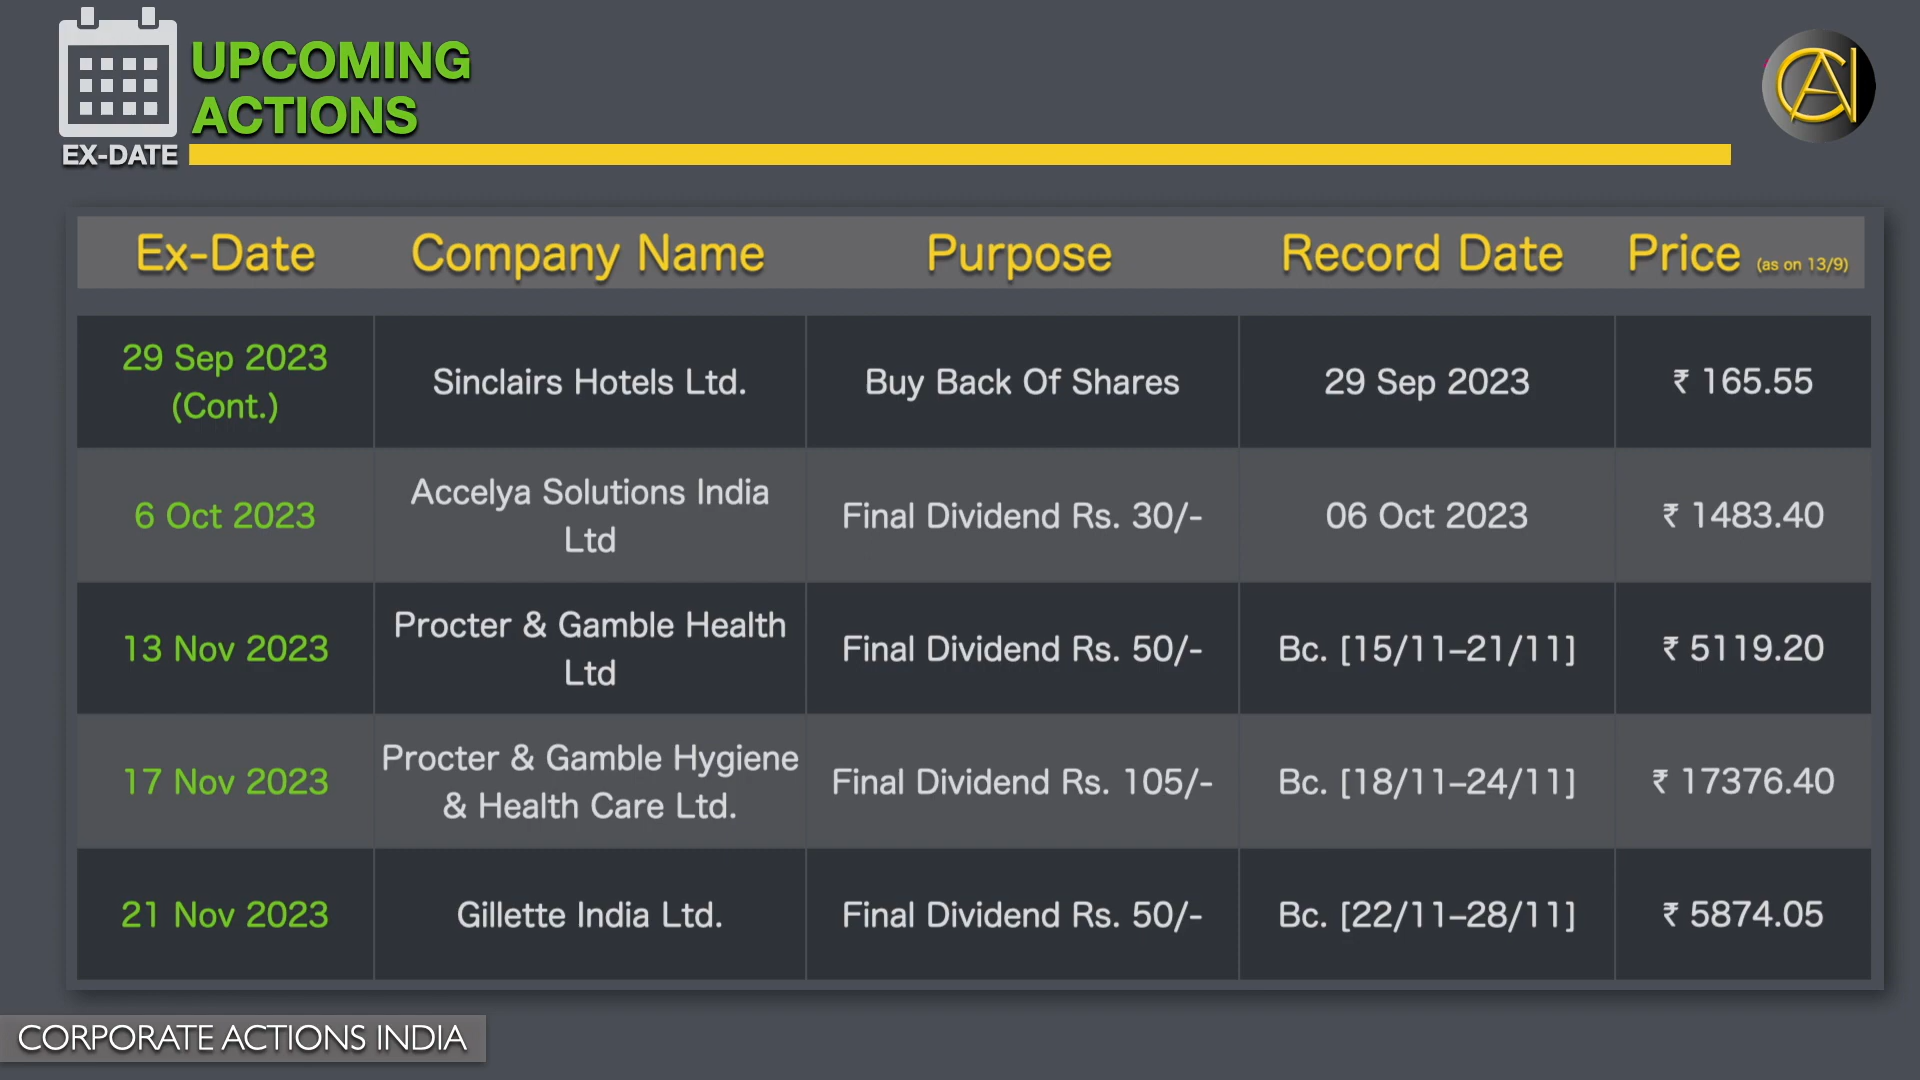 UPCOMING
ACTIONS
EX-DATE
CAI
Ex-Date Company Name Purpose Record Date Price (as on 13/9)
29 Sep 2023
(Cont.)
Sinclairs Hotels Ltd.
Buy Back Of Shares
29 Sep 2023
₹ 165.55
6 Oct 2023
Accelya Solutions India
Ltd
Final Dividend Rs. 30/-
06 Oct 2023
₹ 1483.40
13 Nov 2023
Procter & Gamble Health
Ltd
Final Dividend Rs. 50/-
Bc. [15/11–21/11]
₹ 5119.20
17 Nov 2023
Procter & Gamble Hygiene
& Health Care Ltd.
Final Dividend Rs. 105/-
Bc. [18/11–24/11]
₹ 17376.40
21 Nov 2023
Gillette India Ltd.
Final Dividend Rs. 50/-
Bc. [22/11–28/11]
₹ 5874.05
CORPORATE ACTIONS INDIA